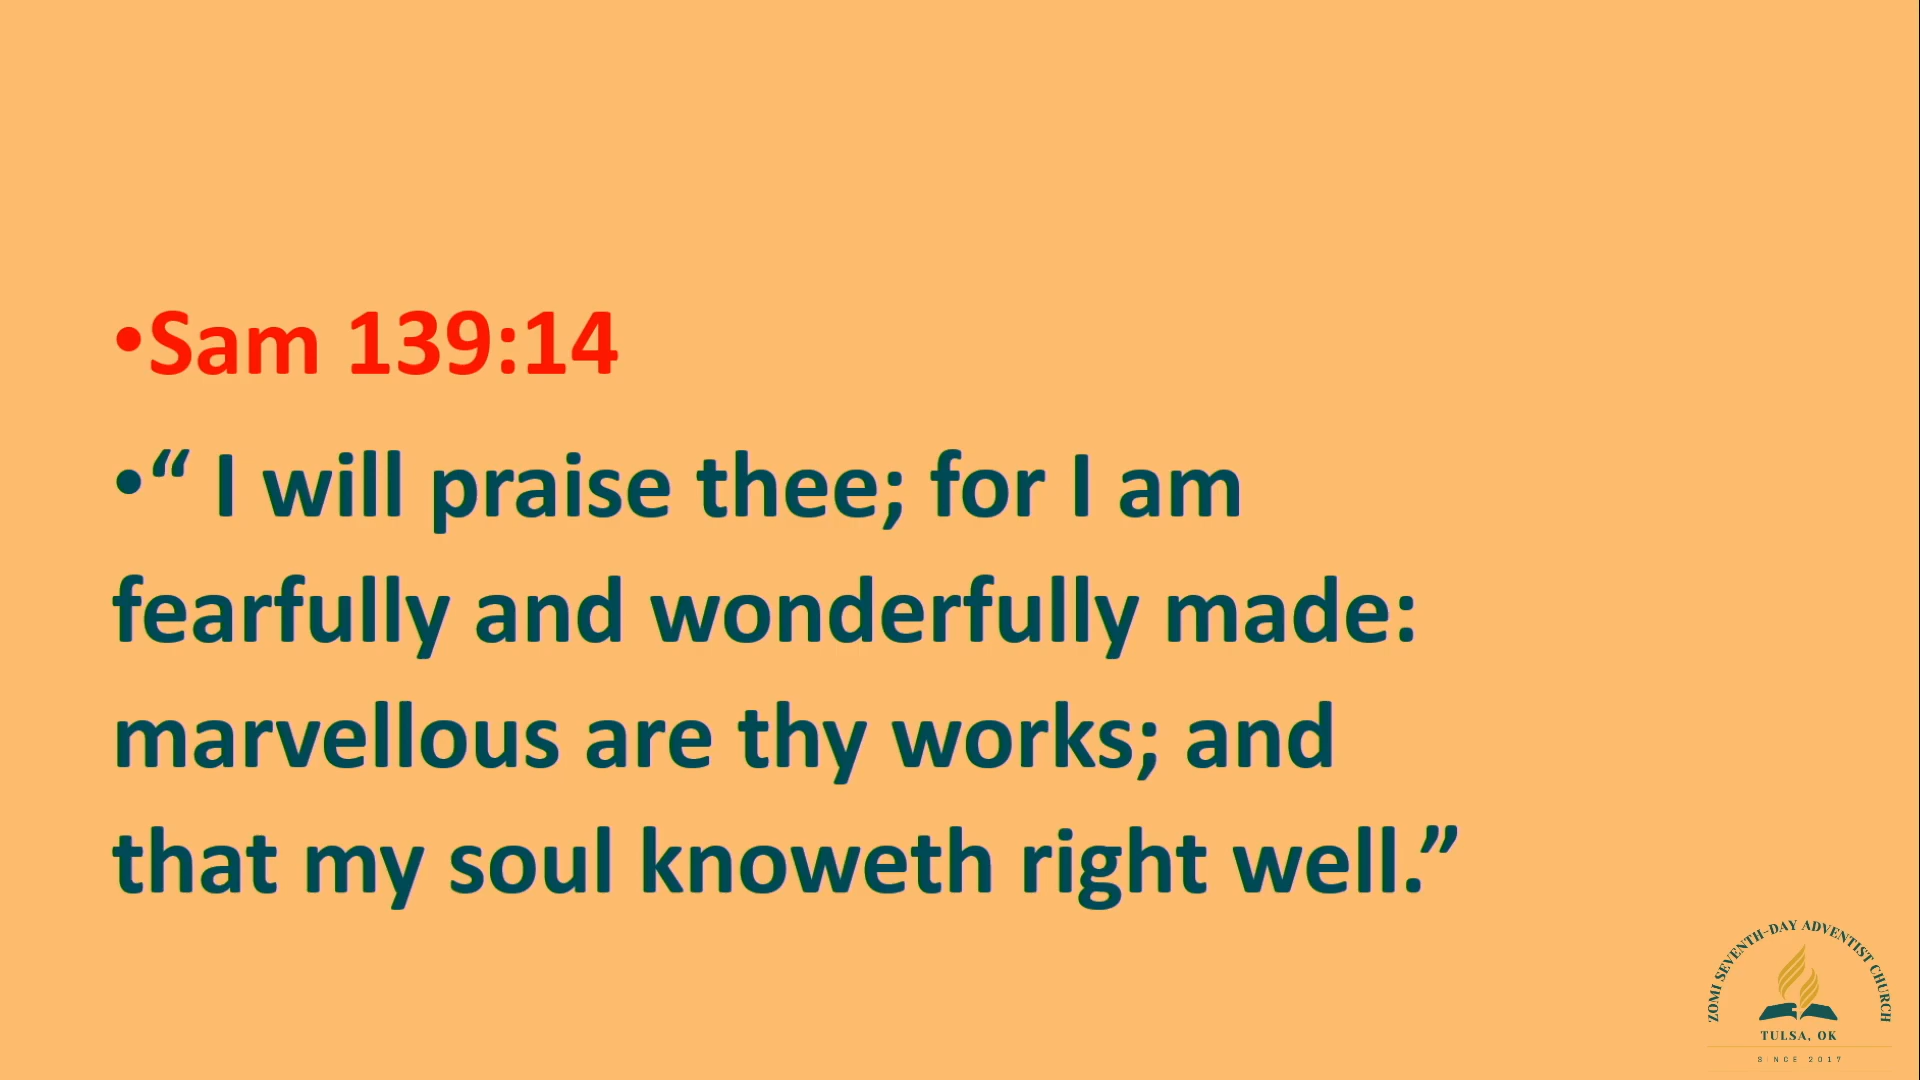 •Sam 139:14
•“ I will praise thee; for I am
fearfully and wonderfully made:
marvellous are thy works; and
that my soul knoweth right well.”
ZOMI SEVENTH-DAY ADVENTIST CHURCH
TULSA, OK
SINCE 2017